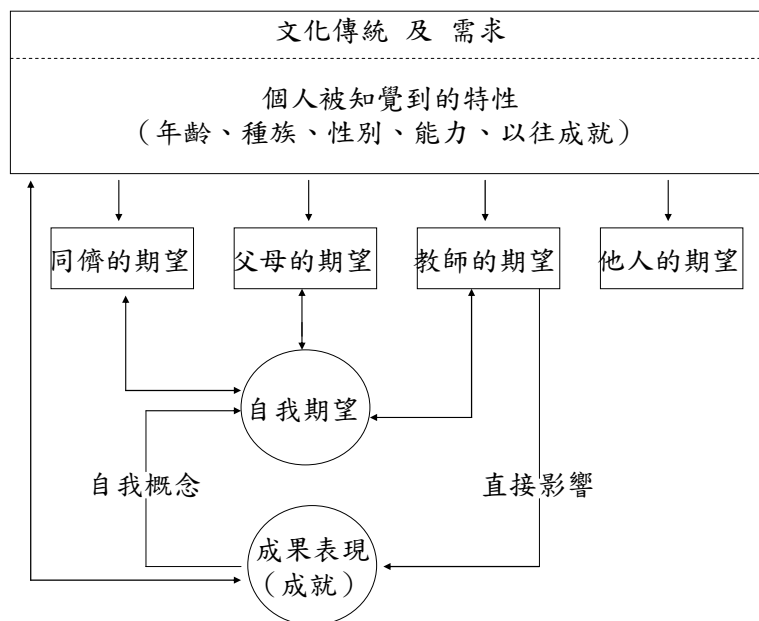 文化傳統 及 需求
個人被知覺到的特性
（年齡、種族、性別、能力、以往成就）
同儕的期望
父母的期望
教師的期望
他人的期望
自我期望
自我概念
直接影響
成果表現
（成就）